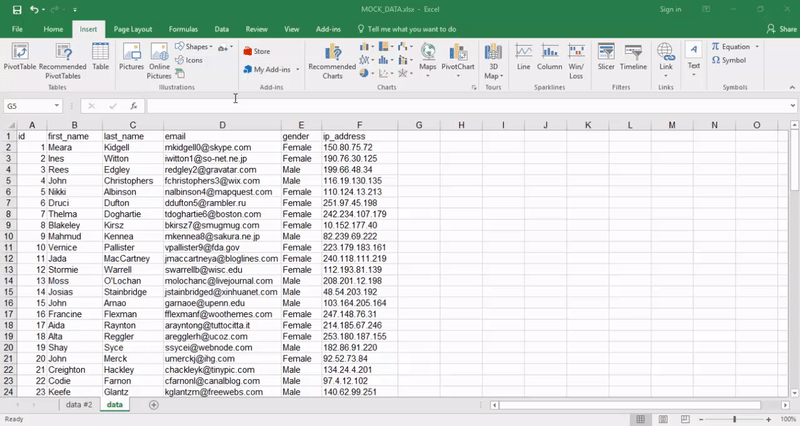 MOCK_DATA.xlsx - Excel
Sign in
File Home Insert Page Layout Formulas Data Review View Help Tell me what you want to do Share
PivotTable Recommended PivotTables Table Pictures Online Pictures Shapes Icons Store My Add-ins Recommended Charts Maps PivotChart 3D Map Line Column Win/Loss Slicer Timeline Link Text Equation Symbol
Tables Illustrations Add-ins Charts Tours Sparklines Filters Symbols
G5 fx
A B C D E F G H I J K L M N O
1 id first_name last_name email gender ip_address
2 1 Meara Kidgell mkidgell0@skype.com Female 150.80.75.72
3 2 Ines Witton iwitton1@so-net.ne.jp Female 190.76.30.125
4 3 Rees Edgley redgley2@gravatar.com Male 199.66.48.34
5 4 John Christophers fchristophers3@wix.com Male 116.19.130.135
6 5 Nikki Albinson nalbinson4@mapquest.com Female 110.124.13.213
7 6 Druci Dufton ddufton5@rambler.ru Female 251.97.45.198
8 7 Thelma Doghartie tdoghartie6@boston.com Female 242.234.107.179
9 8 Blakeley Kirsz bkirsz7@smugmug.com Female 10.152.177.40
10 9 Mahmud Kennea mkennea8@sakura.ne.jp Male 82.239.69.222
11 10 Vernice Pallister vpallister9@fda.gov Female 223.179.183.161
12 11 Jada MacCartney jmaccartneya@bloglines.com Female 240.118.111.219
13 12 Stormie Warrell swarrellb@wisc.edu Female 112.193.81.139
14 13 Moss O'Lochan molochanc@livejournal.com Male 208.201.12.198
15 14 Josias Stainbridge jstainbridged@xinhuanet.com Male 48.54.203.192
16 15 John Arnao garnaoe@upenn.edu Male 103.164.205.164
17 16 Francine Flexman fflexmanf@woothemes.com Female 247.148.76.31
18 17 Aida Raynton arayntong@tuttocitta.it Female 214.185.67.246
19 18 Alta Reggler aregglerh@ucoz.com Female 253.180.187.155
20 19 Shay Syce ssycei@webnode.com Male 182.86.91.220
21 20 John Merck umerckj@ihg.com Female 92.52.73.84
22 21 Creighton Hackley chackleyk@tinypic.com Male 134.24.4.201
23 22 Codie Farnon cfarnonl@canalblog.com Male 97.4.12.102
24 23 Keefe Glantz kglantzm@freewebs.com Male 140.62.99.251
data #2 data
Ready 100%